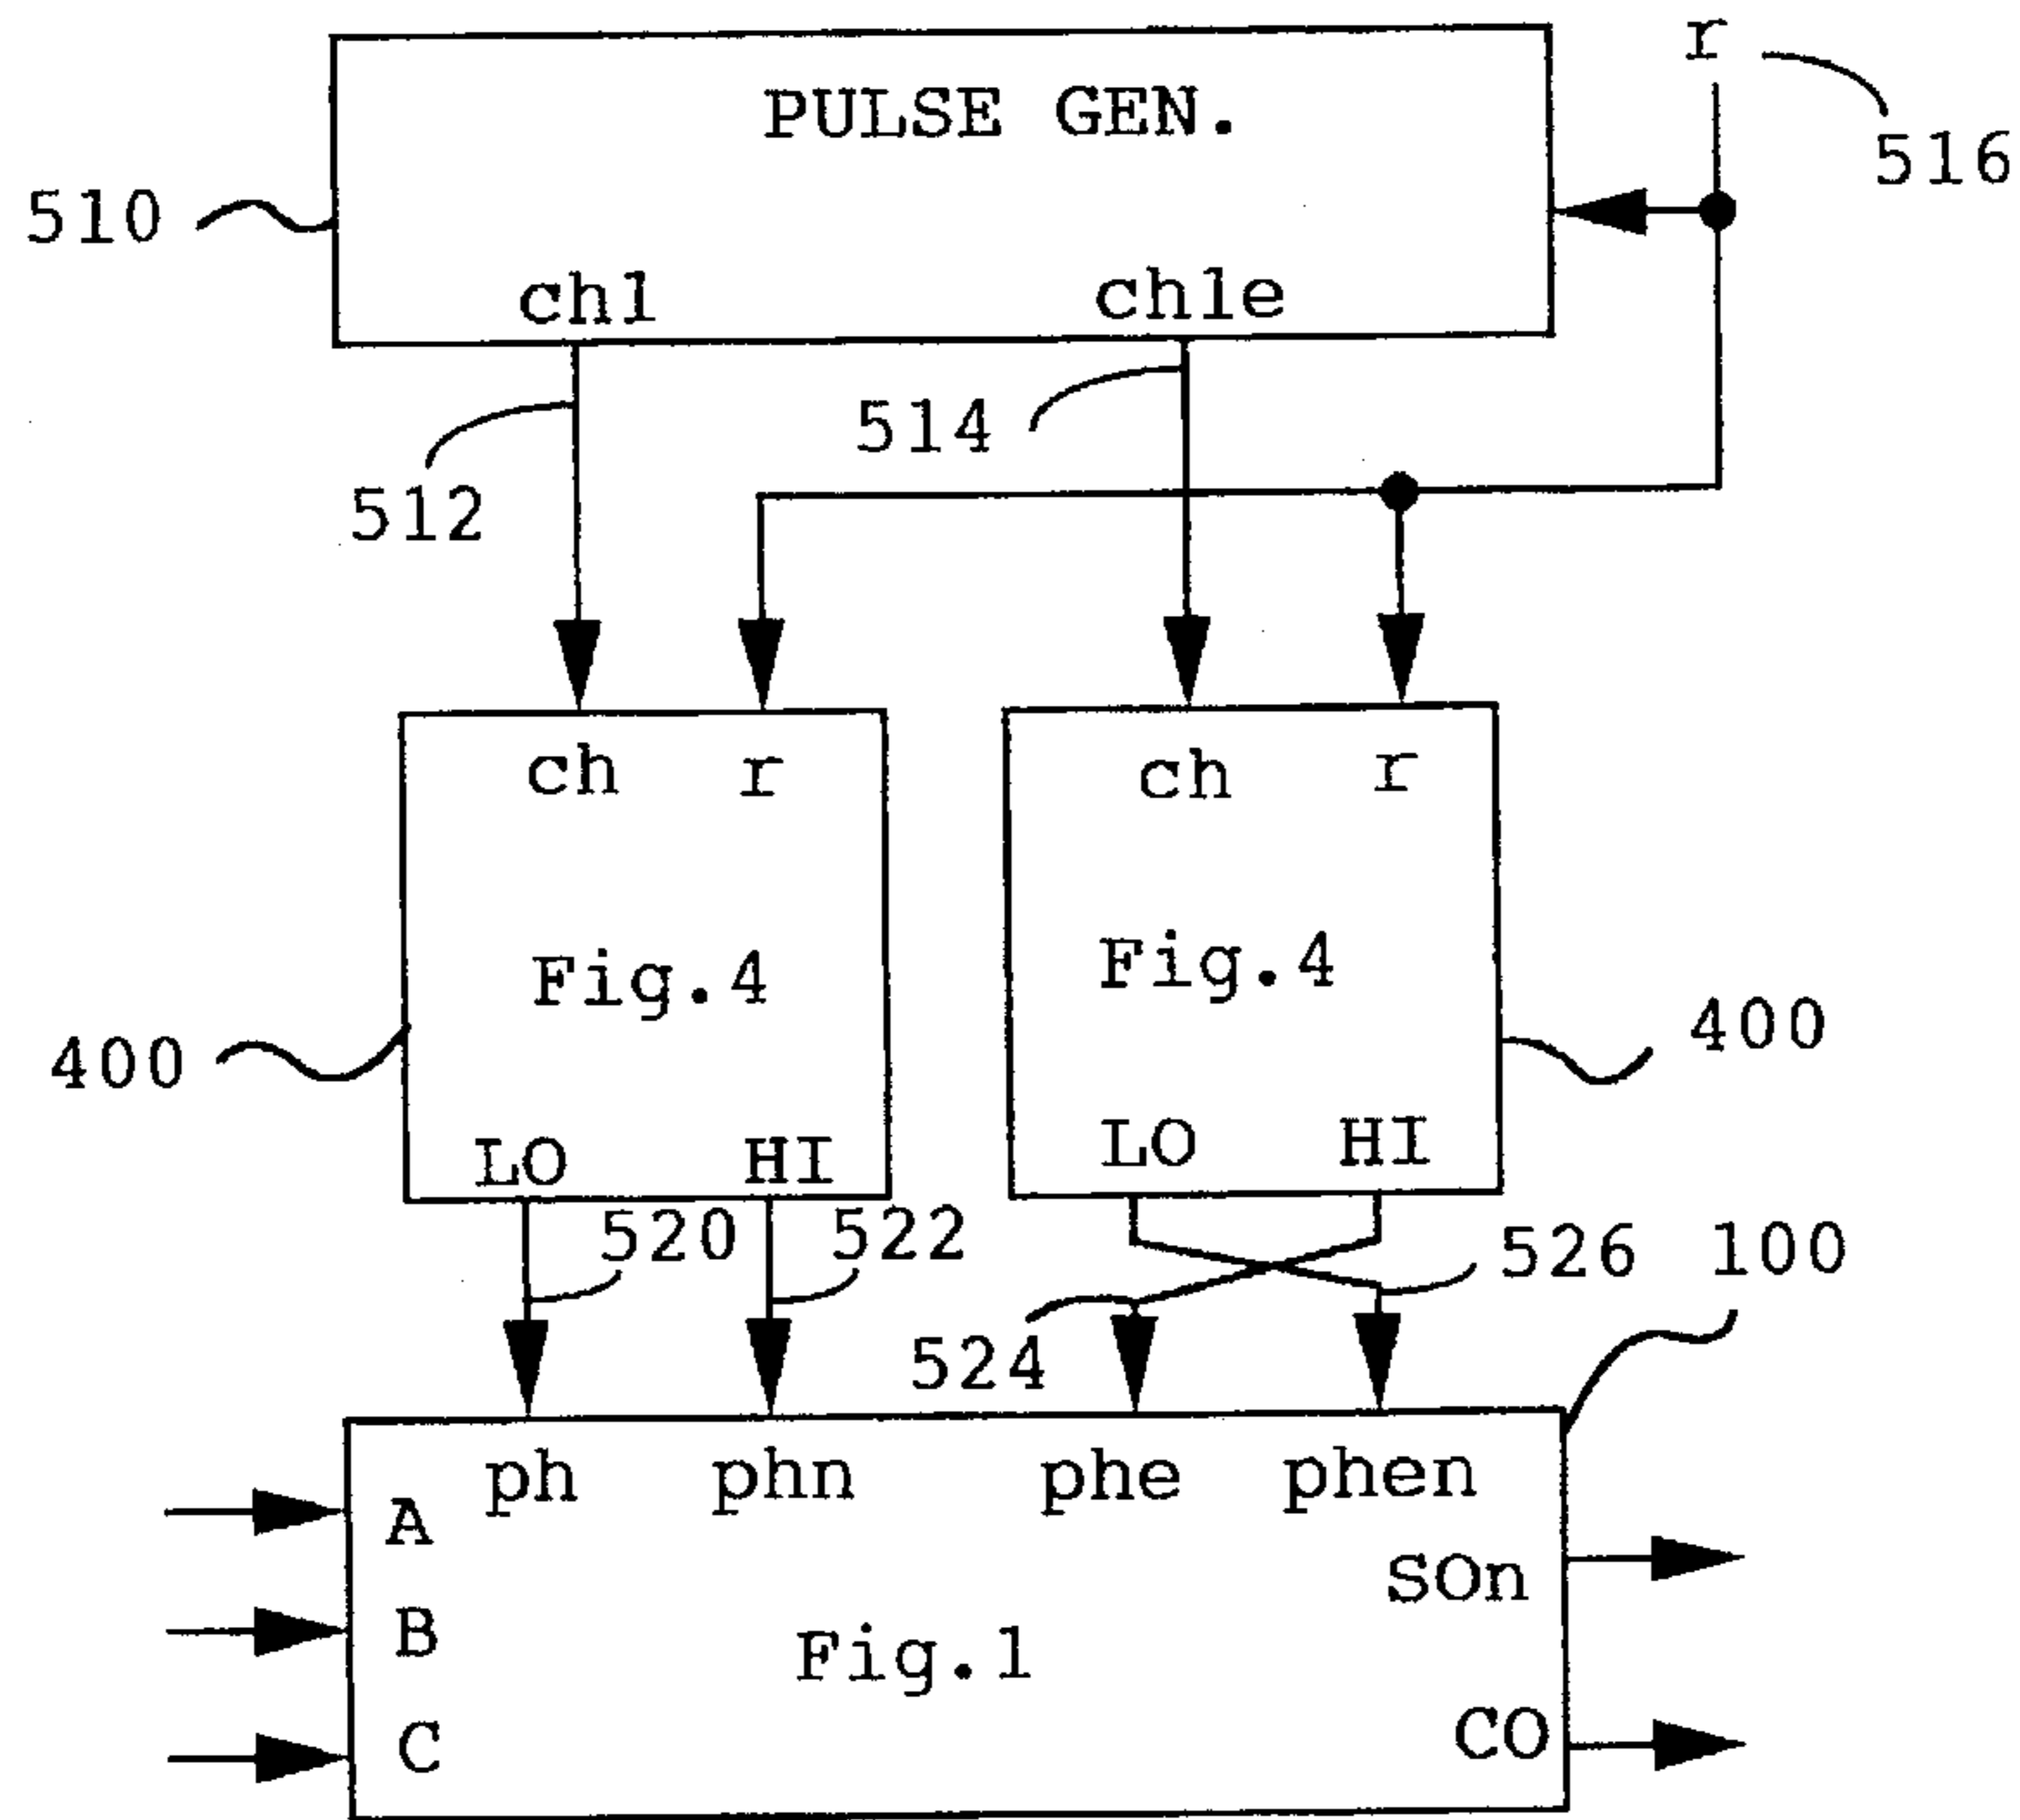 r
PULSE GEN.
516
510
ch1
ch1e
514
512
ch r
ch r
Fig.4
Fig.4
400
400
LO HI
LO HI
520
522
526
100
524
ph phn phe phen
A
SOn
B
Fig.1
C
CO